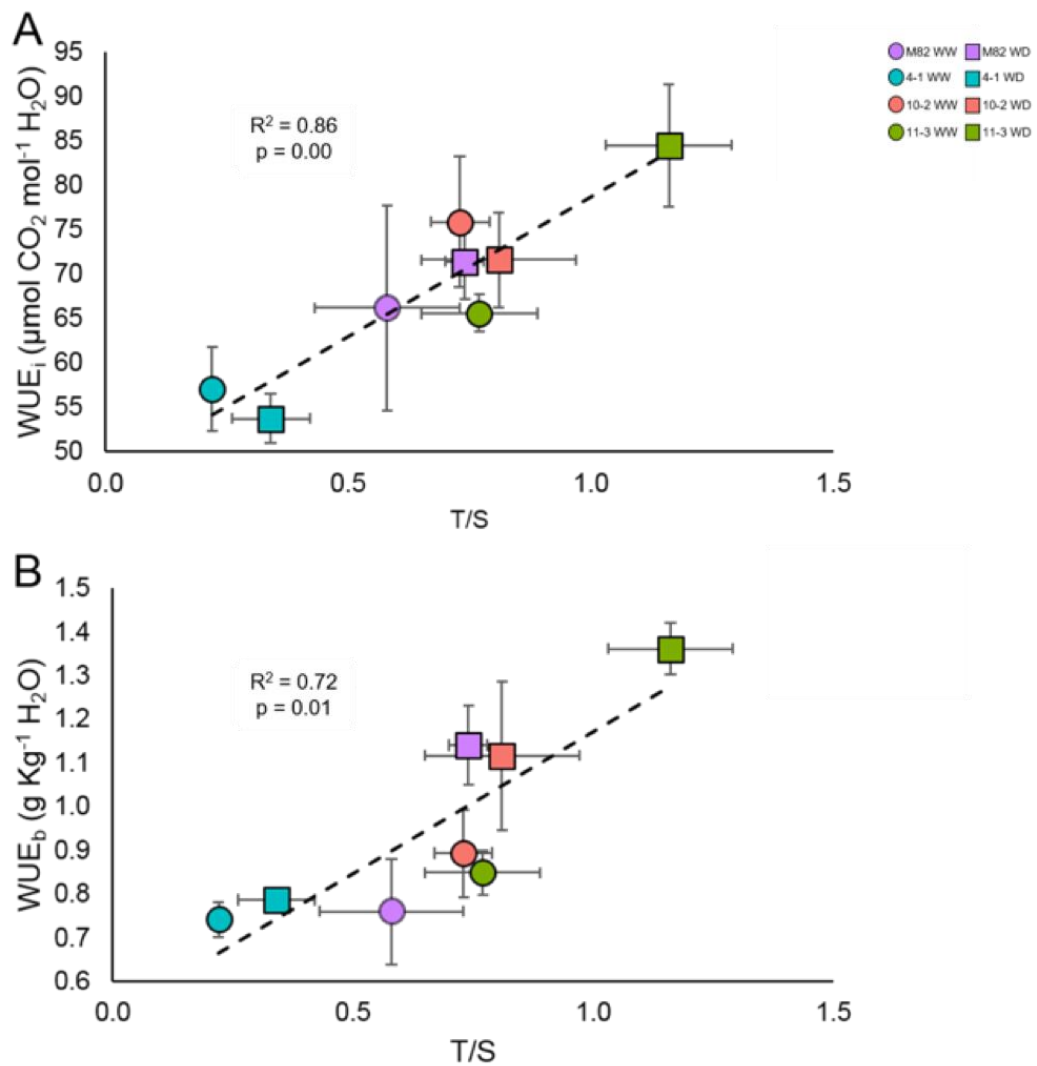 A
95
90
85
80
75
70
65
60
55
50
WUEi (µmol CO2 mol-1 H2O)
R2 = 0.86
p = 0.00
M82 WW M82 WD
4-1 WW 4-1 WD
10-2 WW 10-2 WD
11-3 WW 11-3 WD
0.0 0.5 1.0 1.5
T/S
B
1.5
1.4
1.3
1.2
1.1
1.0
0.9
0.8
0.7
0.6
WUEb (g Kg-1 H2O)
R2 = 0.72
p = 0.01
0.0 0.5 1.0 1.5
T/S